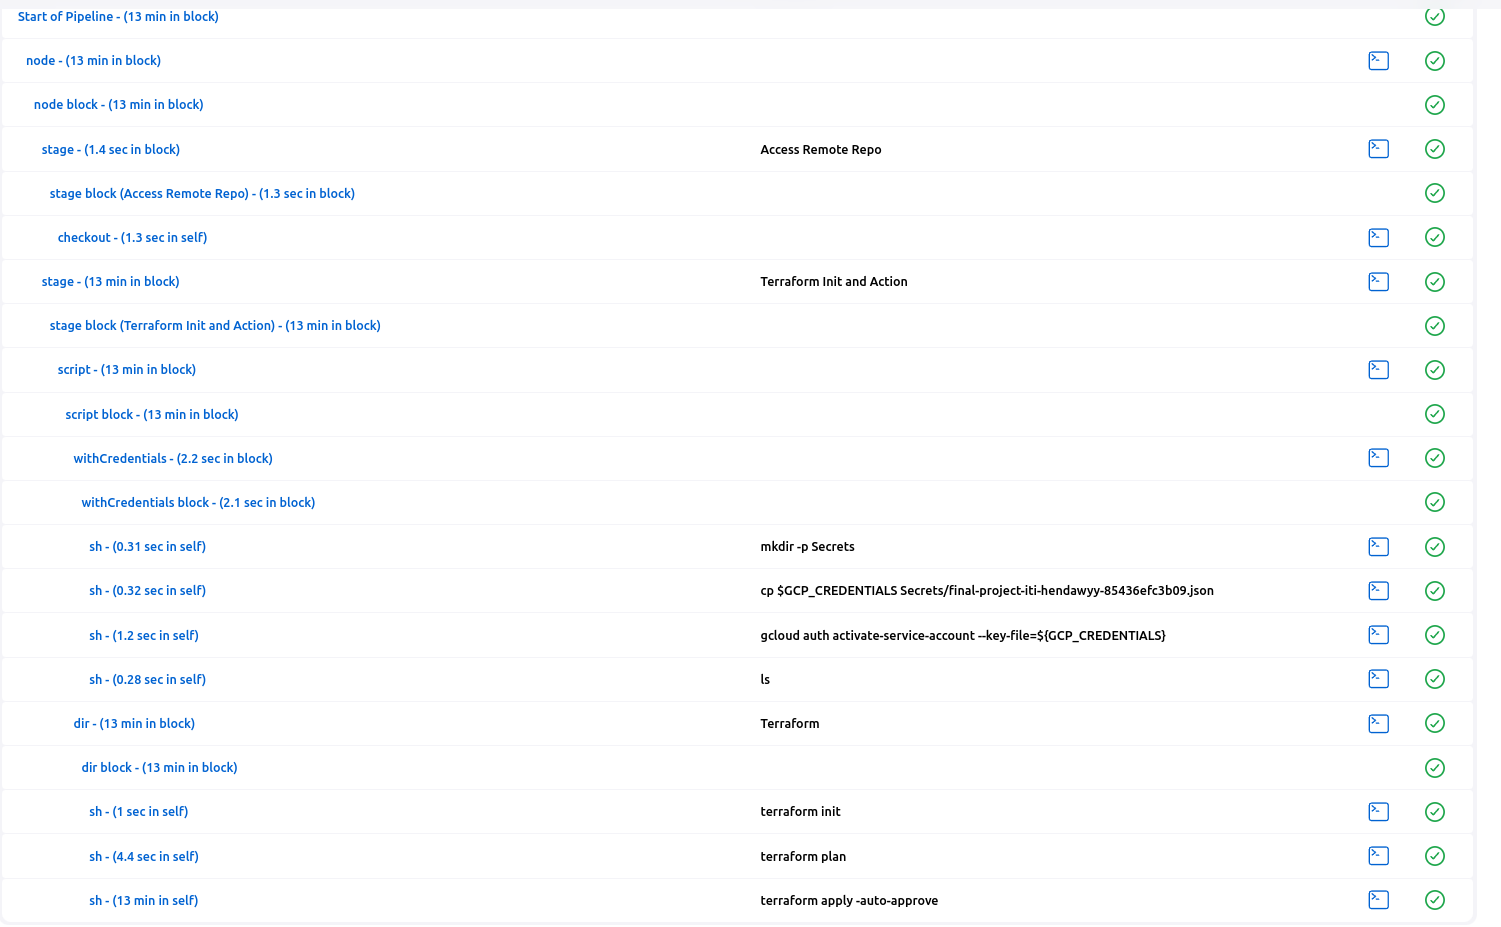 Start of Pipeline - (13 min in block)
node - (13 min in block)
node block - (13 min in block)
stage - (1.4 sec in block) Access Remote Repo
stage block (Access Remote Repo) - (1.3 sec in block)
checkout - (1.3 sec in self)
stage - (13 min in block) Terraform Init and Action
stage block (Terraform Init and Action) - (13 min in block)
script - (13 min in block)
script block - (13 min in block)
withCredentials - (2.2 sec in block)
withCredentials block - (2.1 sec in block)
sh - (0.31 sec in self) mkdir -p Secrets
sh - (0.32 sec in self) cp $GCP_CREDENTIALS Secrets/final-project-iti-hendawyy-85436efc3b09.json
sh - (1.2 sec in self) gcloud auth activate-service-account --key-file=${GCP_CREDENTIALS}
sh - (0.28 sec in self) ls
dir - (13 min in block) Terraform
dir block - (13 min in block)
sh - (1 sec in self) terraform init
sh - (4.4 sec in self) terraform plan
sh - (13 min in self) terraform apply -auto-approve